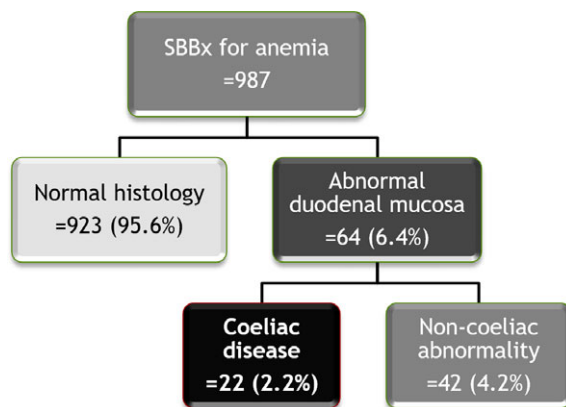 SBBx for anemia
=987
Normal histology
=923 (95.6%)
Abnormal
duodenal mucosa
=64 (6.4%)
Coeliac
disease
=22 (2.2%)
Non-coeliac
abnormality
=42 (4.2%)